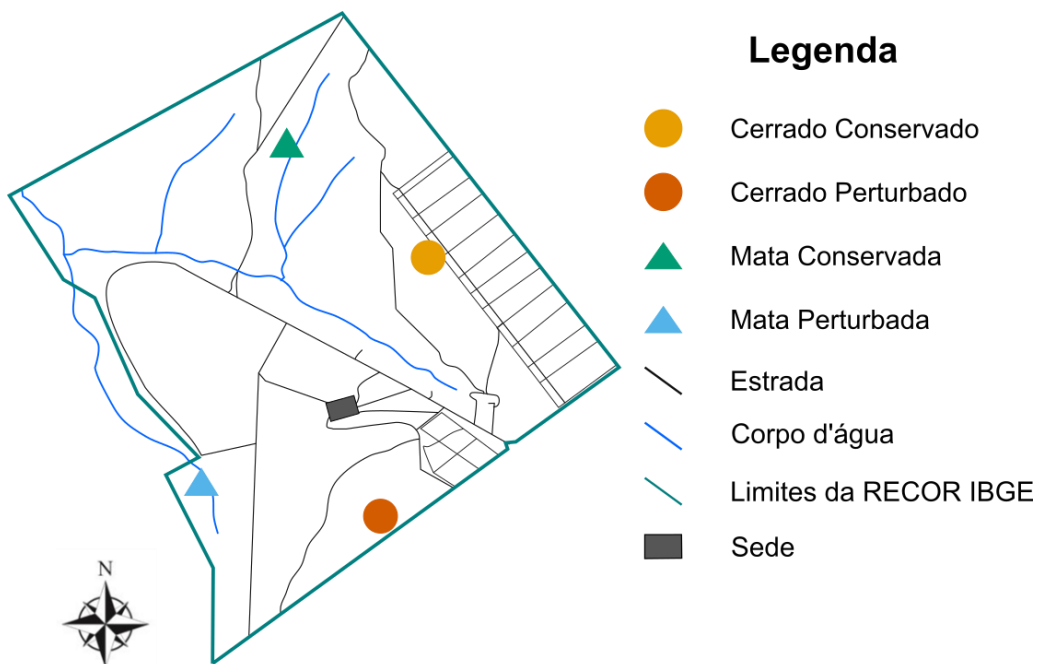 Legenda
Cerrado Conservado
Cerrado Perturbado
Mata Conservada
Mata Perturbada
Estrada
Corpo d'água
Limites da RECOR IBGE
Sede
N